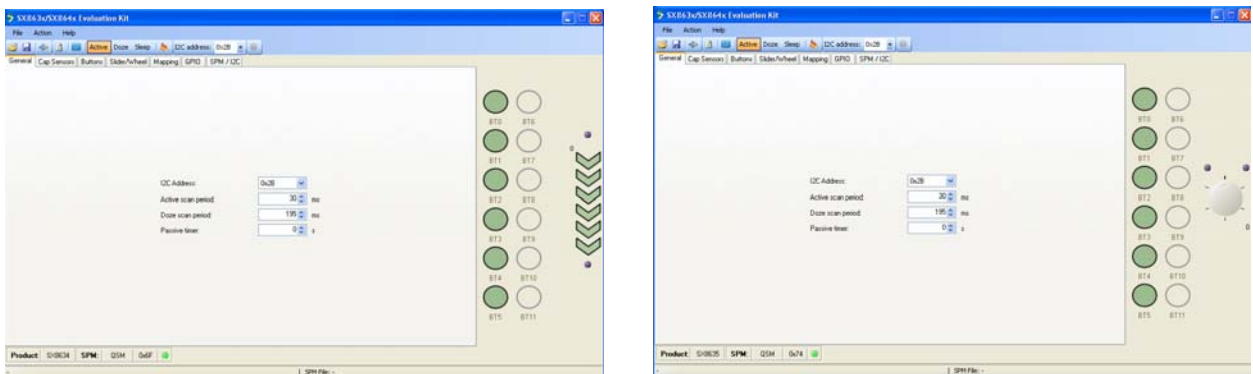 SX863x/SX864x Evaluation Kit
File Action Help
Active Doze Sleep I2C address: 0x2B
General Cap Sensors Buttons Slider/Wheel Mapping GPIO SPM / I2C
I2C Address: 0x2B
Active scan period: 30 ms
Doze scan period: 195 ms
Passive timer: 0 s
BT0 BT6
0
BT1 BT7
BT2 BT8
BT3 BT9
BT4 BT10
BT5 BT11
Product: SX8634 SPM: QSM 0x6F
- | SPM File: -
SX863x/SX864x Evaluation Kit
File Action Help
Active Doze Sleep I2C address: 0x2B
General Cap Sensors Buttons Slider/Wheel Mapping GPIO SPM / I2C
I2C Address: 0x2B
Active scan period: 30 ms
Doze scan period: 195 ms
Passive timer: 0 s
BT0 BT6
BT1 BT7
BT2 BT8
0
BT3 BT9
BT4 BT10
BT5 BT11
Product: SX8635 SPM: QSM 0x74
- | SPM File: -